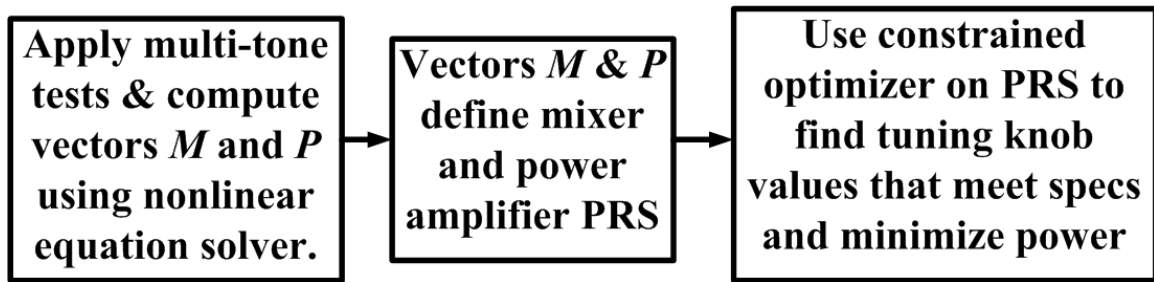 Apply multi-tone
tests & compute
vectors M and P
using nonlinear
equation solver.
Vectors M & P
define mixer
and power
amplifier PRS
Use constrained
optimizer on PRS to
find tuning knob
values that meet specs
and minimize power